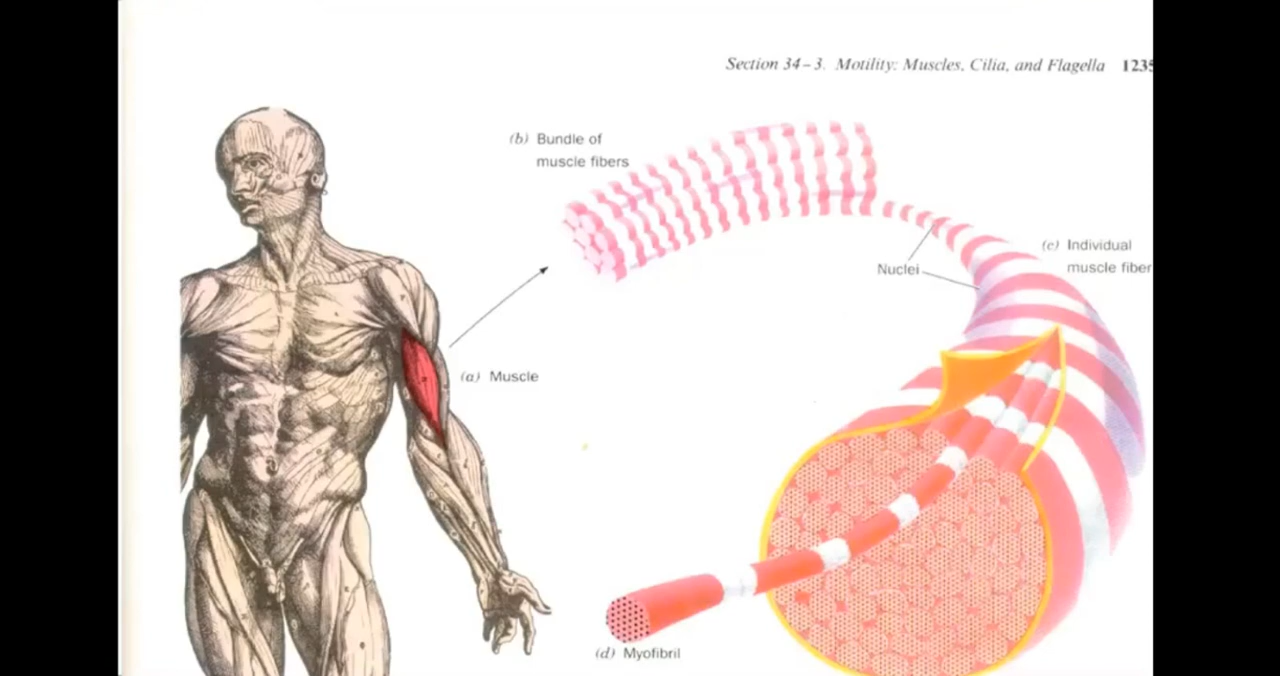 Section 34–3. Motility: Muscles, Cilia, and Flagella 1235
(b) Bundle of
muscle fibers
(c) Individual
muscle fiber
Nuclei
(a) Muscle
(d) Myofibril